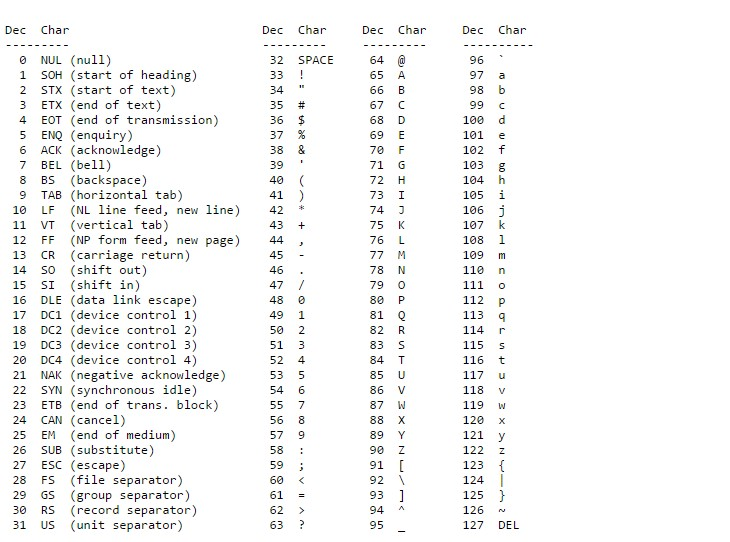 Dec  Char                           Dec  Char     Dec  Char     Dec  Char
---------                           ---------     ---------     ----------
  0  NUL (null)                      32  SPACE     64  @         96  `
  1  SOH (start of heading)          33  !         65  A         97  a
  2  STX (start of text)             34  "         66  B         98  b
  3  ETX (end of text)               35  #         67  C         99  c
  4  EOT (end of transmission)       36  $         68  D        100  d
  5  ENQ (enquiry)                   37  %         69  E        101  e
  6  ACK (acknowledge)               38  &         70  F        102  f
  7  BEL (bell)                      39  '         71  G        103  g
  8  BS  (backspace)                 40  (         72  H        104  h
  9  TAB (horizontal tab)            41  )         73  I        105  i
 10  LF  (NL line feed, new line)    42  *         74  J        106  j
 11  VT  (vertical tab)              43  +         75  K        107  k
 12  FF  (NP form feed, new page)    44  ,         76  L        108  l
 13  CR  (carriage return)           45  -         77  M        109  m
 14  SO  (shift out)                 46  .         78  N        110  n
 15  SI  (shift in)                  47  /         79  O        111  o
 16  DLE (data link escape)          48  0         80  P        112  p
 17  DC1 (device control 1)          49  1         81  Q        113  q
 18  DC2 (device control 2)          50  2         82  R        114  r
 19  DC3 (device control 3)          51  3         83  S        115  s
 20  DC4 (device control 4)          52  4         84  T        116  t
 21  NAK (negative acknowledge)      53  5         85  U        117  u
 22  SYN (synchronous idle)          54  6         86  V        118  v
 23  ETB (end of trans. block)       55  7         87  W        119  w
 24  CAN (cancel)                    56  8         88  X        120  x
 25  EM  (end of medium)             57  9         89  Y        121  y
 26  SUB (substitute)                58  :         90  Z        122  z
 27  ESC (escape)                    59  ;         91  [        123  {
 28  FS  (file separator)            60  <         92  \        124  |
 29  GS  (group separator)           61  =         93  ]        125  }
 30  RS  (record separator)          62  >         94  ^        126  ~
 31  US  (unit separator)            63  ?         95  _        127  DEL